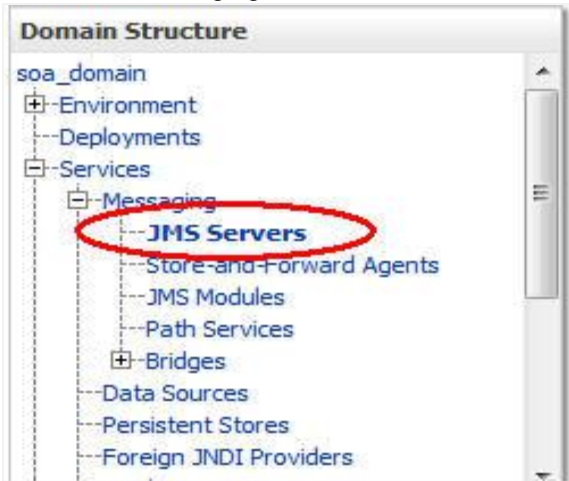 Domain Structure
soa_domain
Environment
Deployments
Services
Messaging
JMS Servers
Store-and-Forward Agents
JMS Modules
Path Services
Bridges
Data Sources
Persistent Stores
Foreign JNDI Providers